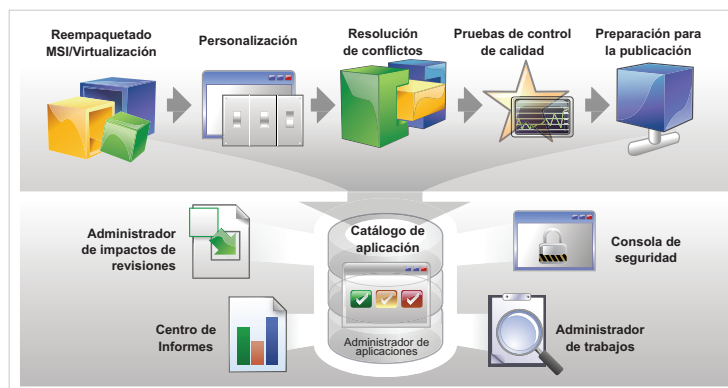 Reempaquetado
MSI/Virtualización
Personalización
Resolución
de conflictos
Pruebas de control
de calidad
Preparación para
la publicación
Administrador
de impactos de
revisiones
Catálogo de
aplicación
Consola de
seguridad
Centro de
Informes
Administrador de
aplicaciones
Administrador
de trabajos